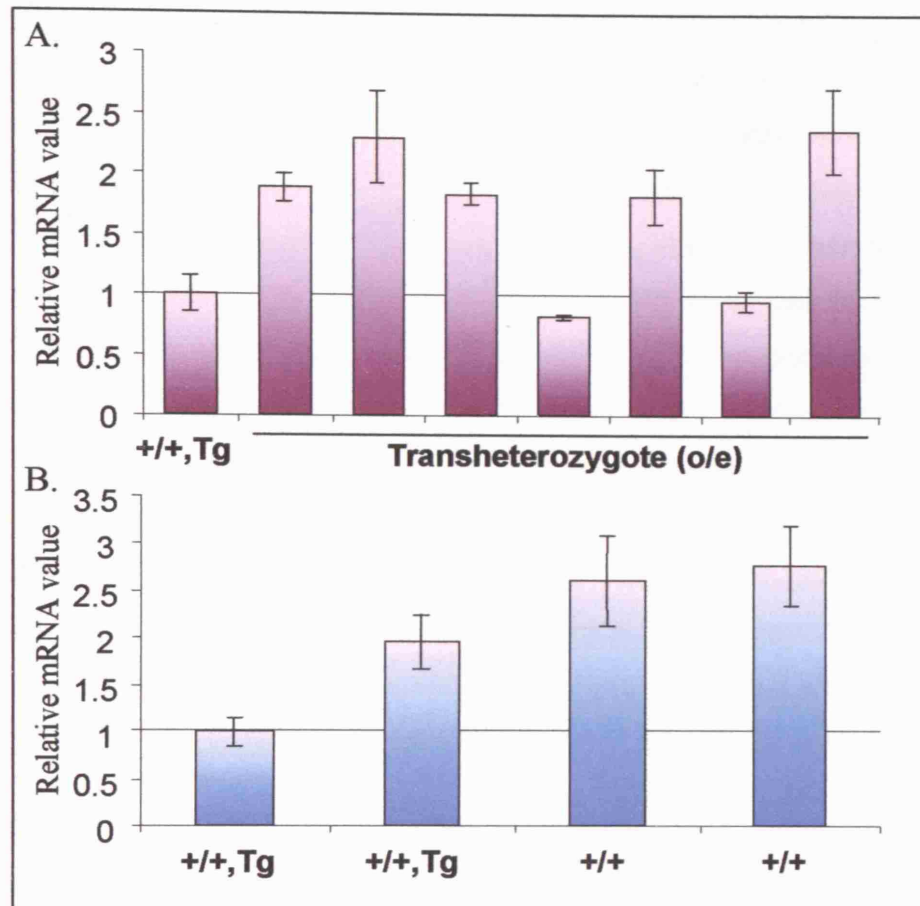 A.
Relative mRNA value
3
2.5
2
1.5
1
0.5
0
+/+,Tg
Transheterozygote (o/e)
B.
Relative mRNA value
3.5
3
2.5
2
1.5
1
0.5
0
+/+,Tg
+/+,Tg
+/+
+/+